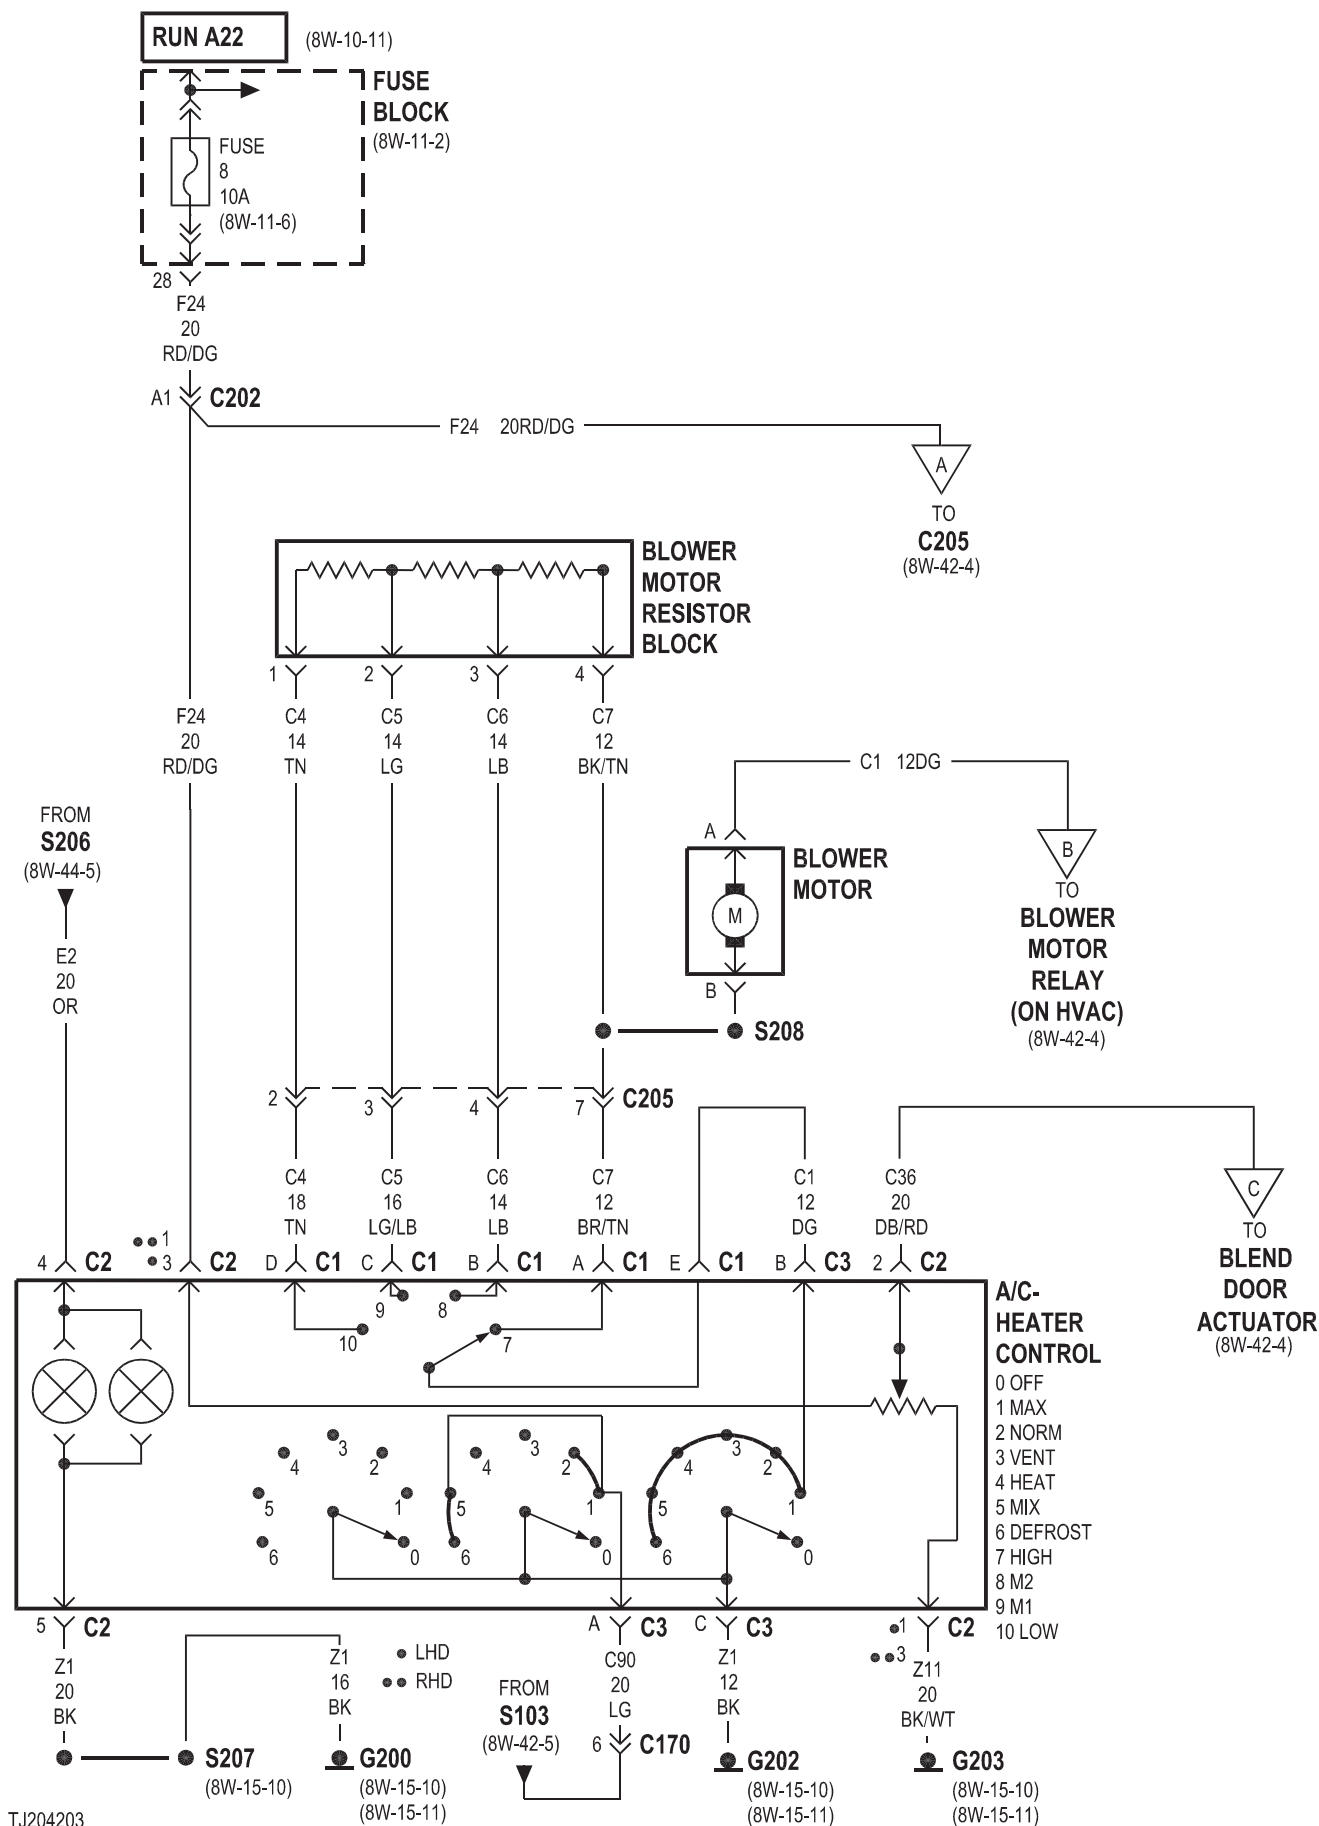 RUN A22
(8W-10-11)
FUSE
BLOCK
(8W-11-2)
FUSE
8
10A
(8W-11-6)
28
F24
20
RD/DG
A1
C202
F24 20RD/DG
A
TO
C205
(8W-42-4)
BLOWER
MOTOR
RESISTOR
BLOCK
1 2 3 4
F24 C4 C5 C6 C7
20 14 14 14 12
RD/DG TN LG LB BK/TN
C1 12DG
FROM
S206
(8W-44-5)
E2
20
OR
A
BLOWER
MOTOR
M
B
B
TO
BLOWER
MOTOR
RELAY
(ON HVAC)
(8W-42-4)
S208
2 3 4 7 C205
C4 C5 C6 C7 C1 C36
18 16 14 12 12 20
TN LG/LB LB BR/TN DG DB/RD
C
TO
BLEND
DOOR
ACTUATOR
(8W-42-4)
1
4 C2 3 C2 D C1 C C1 B C1 A C1 E C1 B C3 2 C2
9 8
10 7
A/C-
HEATER
CONTROL
0 OFF
1 MAX
2 NORM
3 VENT
4 HEAT
5 MIX
6 DEFROST
7 HIGH
8 M2
9 M1
10 LOW
3 3 3
4 2 4 2 4 2
5 1 5 1 5 1
6 0 6 0 6 0
5 C2 A C3 C C3 1 C2
3
Z1
20
BK
Z1
16
BK
LHD
RHD
C90
20
LG
Z1
12
BK
Z11
20
BK/WT
FROM
S103
(8W-42-5)
6 C170
S207
(8W-15-10)
G200
(8W-15-10)
(8W-15-11)
G202
(8W-15-10)
(8W-15-11)
G203
(8W-15-10)
(8W-15-11)
TJ204203